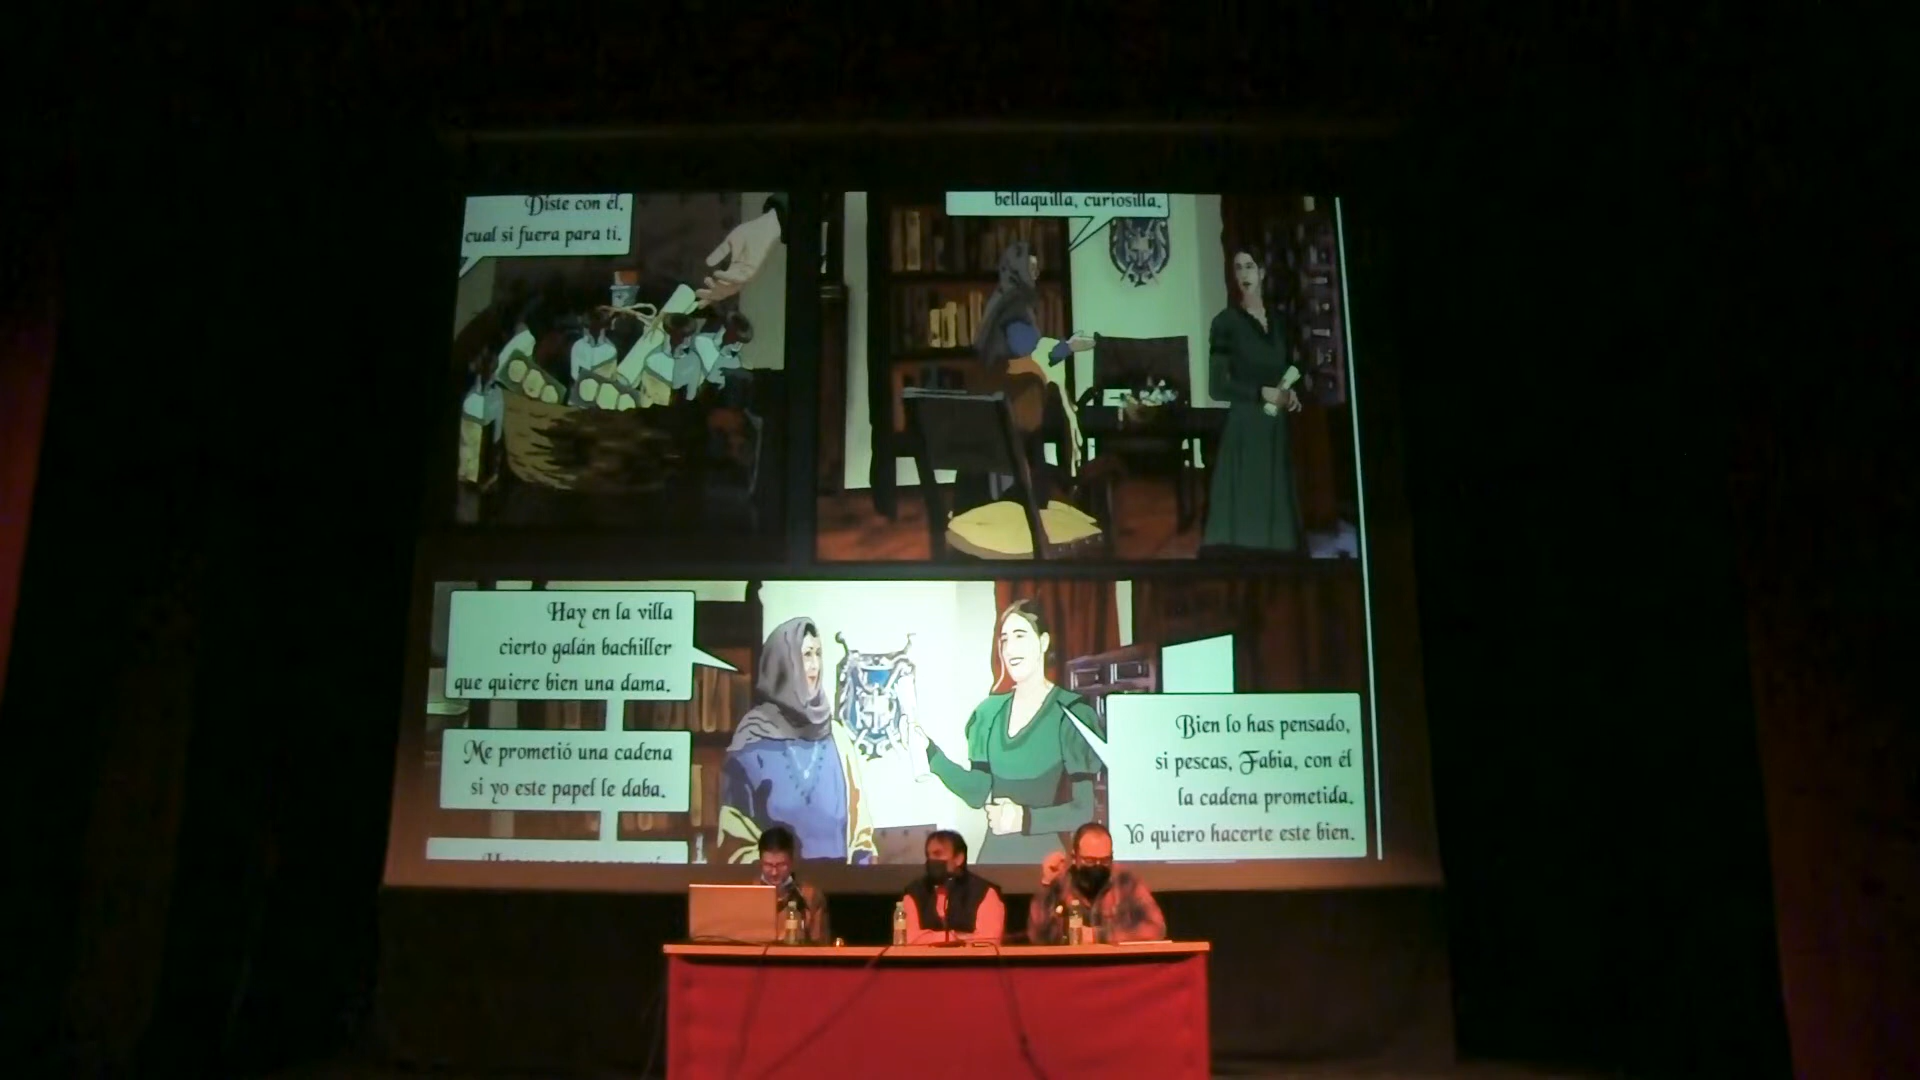 Diste con él,
cual si fuera para ti.
bellaquilla, curiosilla.
Hay en la villa
cierto galán bachiller
que quiere bien una dama.
Me prometió una cadena
si yo este papel le daba.
Bien lo has pensado,
si pescas, Fabia, con él
la cadena prometida.
Yo quiero hacerte este bien.